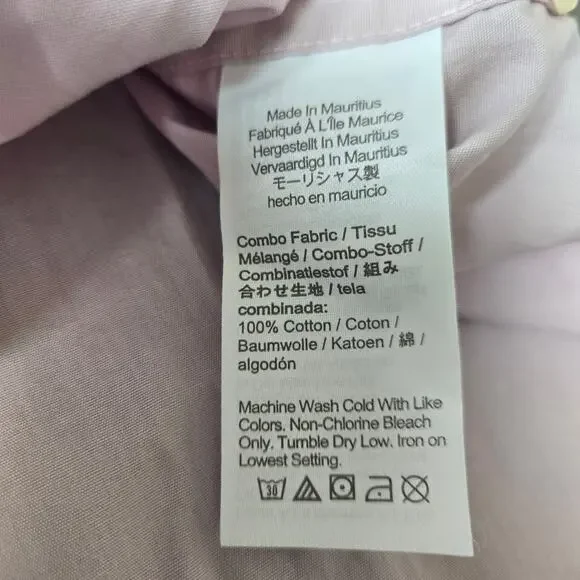 Made In Mauritius
Fabriqué À L'Île Maurice
Hergestellt In Mauritius
Vervaardigd In Mauritius
モーリシャス製
hecho en mauricio
Combo Fabric / Tissu
Mélangé / Combo-Stoff /
Combinatiestof / 組み
合わせ生地 / tela
combinada:
100% Cotton / Coton /
Baumwolle / Katoen / 綿 /
algodón
Machine Wash Cold With Like
Colors. Non-Chlorine Bleach
Only. Tumble Dry Low. Iron on
Lowest Setting.
30